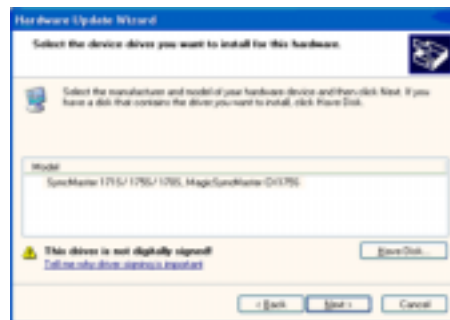 Hardware Update Wizard
Select the device driver you want to install for this hardware.
Select the manufacturer and model of your hardware device and then click Next. If you
have a disk that contains the driver you want to install, click Have Disk.
Model
SyncMaster 171S/ 175S/ 170S, MagicSyncMaster
This driver is not digitally signed!
Tell me why driver signing is important
Have Disk...
< Back
Next >
Cancel